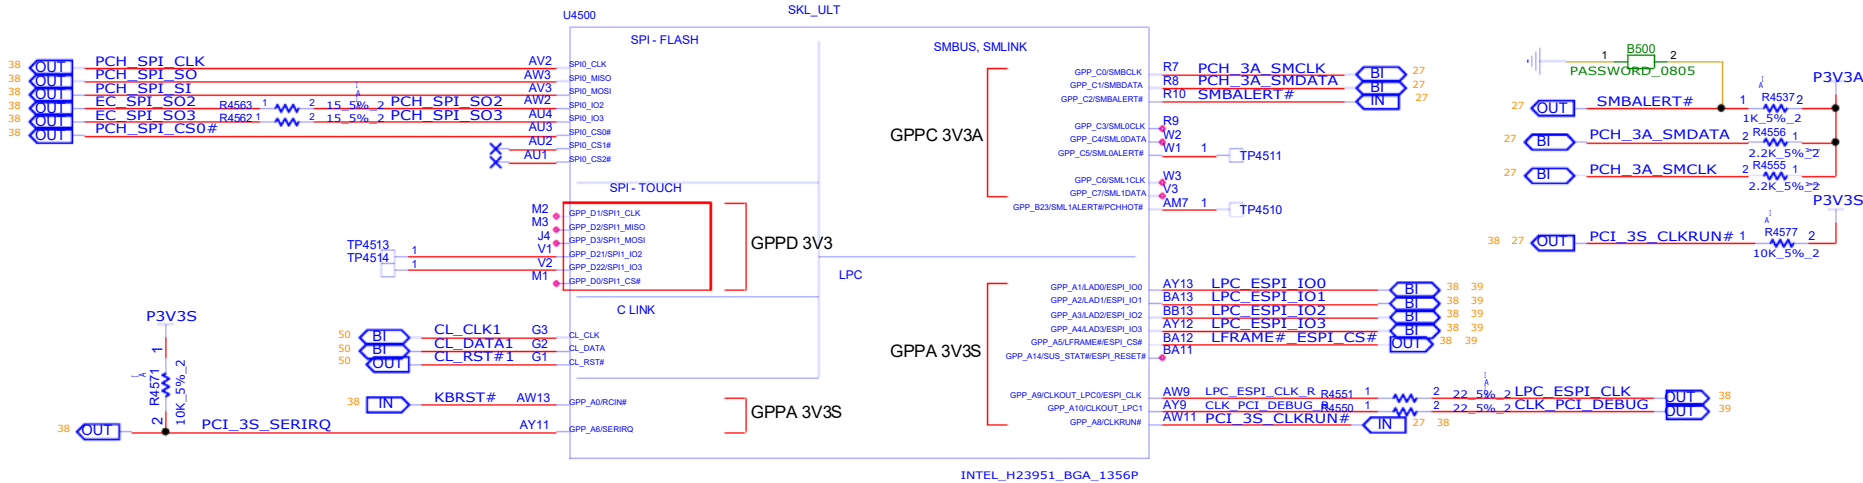 SKL_ULT
U4500
SPI - FLASH
SMBUS, SMLINK
38 OUT PCH_SPI_CLK AV2 SPI0_CLK
38 OUT PCH_SPI_SO AW3 SPI0_MISO
38 OUT PCH_SPI_SI AV3 SPI0_MOSI
38 OUT EC_SPI_SO2 R4563 1 2 15_5%_2 PCH_SPI_SO2 AW2 SPI0_IO2
38 OUT EC_SPI_SO3 R4562 1 2 15_5%_2 PCH_SPI_SO3 AU4 SPI0_IO3
38 OUT PCH_SPI_CS0# AU3 SPI0_CS0#
AU2 SPI0_CS1#
AU1 SPI0_CS2#
SPI - TOUCH
M2 GPP_D1/SPI1_CLK
M3 GPP_D2/SPI1_MISO
J4 GPP_D3/SPI1_MOSI
TP4513 1 V1 GPP_D21/SPI1_IO2
TP4514 1 V2 GPP_D22/SPI1_IO3
M1 GPP_D0/SPI1_CS#
GPPD 3V3
C LINK
50 BI CL_CLK1 G3 CL_CLK
50 BI CL_DATA1 G2 CL_DATA
50 OUT CL_RST#1 G1 CL_RST#
P3V3S
1 R4571 2 10K_5%_2
38 IN KBRST# AW13 GPP_A0/RCIN#
38 OUT PCI_3S_SERIRQ AY11 GPP_A6/SERIRQ
GPPA 3V3S
GPPC 3V3A
GPP_C0/SMBCLK R7 PCH_3A_SMCLK BI 27
GPP_C1/SMBDATA R8 PCH_3A_SMDATA BI 27
GPP_C2/SMBALERT# R10 SMBALERT# IN 27
GPP_C3/SML0CLK R9
GPP_C4/SML0DATA W2
GPP_C5/SML0ALERT# W1 1 TP4511
GPP_C6/SML1CLK W3
GPP_C7/SML1DATA V3
GPP_B23/SML1ALERT#/PCHHOT# AM7 1 TP4510
LPC
GPPA 3V3S
GPP_A1/LAD0/ESPI_IO0 AY13 LPC_ESPI_IO0 BI 38 39
GPP_A2/LAD1/ESPI_IO1 BA13 LPC_ESPI_IO1 BI 38 39
GPP_A3/LAD2/ESPI_IO2 BB13 LPC_ESPI_IO2 BI 38 39
GPP_A4/LAD3/ESPI_IO3 AY12 LPC_ESPI_IO3 BI 38 39
GPP_A5/LFRAME#/ESPI_CS# BA12 LFRAME#_ESPI_CS# OUT 38 39
GPP_A14/SUS_STAT#/ESPI_RESET# BA11
GPP_A9/CLKOUT_LPC0/ESPI_CLK AW9 LPC_ESPI_CLK_R R4551 1 2 22_5%_2 LPC_ESPI_CLK OUT 38
GPP_A10/CLKOUT_LPC1 AY9 CLK_PCI_DEBUG_R R4550 1 2 22_5%_2 CLK_PCI_DEBUG OUT 39
GPP_A8/CLKRUN# AW11 PCI_3S_CLKRUN# IN 27 38
INTEL_H23951_BGA_1356P
1 B500 2
PASSWORD_0805
P3V3A
27 OUT SMBALERT# 1 R4537 2
1K_5%_2
27 BI PCH_3A_SMDATA 2 R4556 1
2.2K_5%_2
27 BI PCH_3A_SMCLK 2 R4555 1
2.2K_5%_2
P3V3S
38 27 OUT PCI_3S_CLKRUN# 1 R4577 2
10K_5%_2